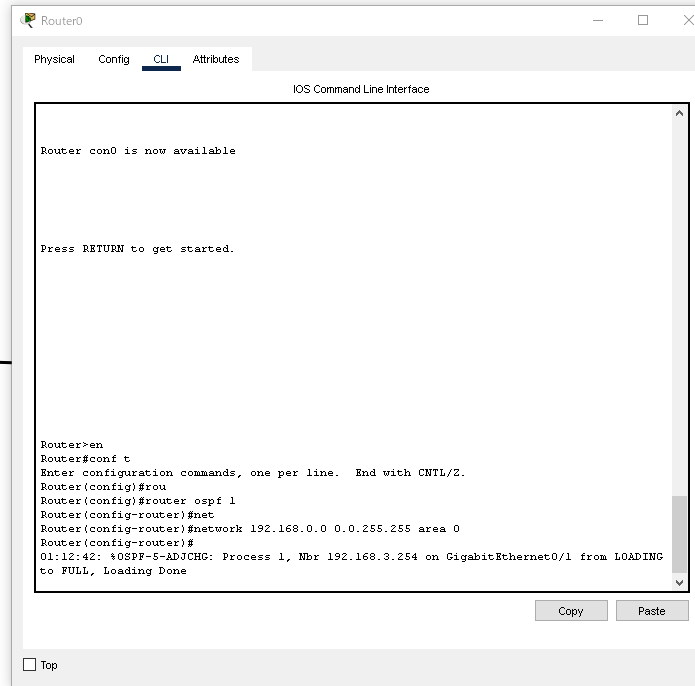 Router0
Physical Config CLI Attributes
IOS Command Line Interface
Router con0 is now available
Press RETURN to get started.
Router>en
Router#conf t
Enter configuration commands, one per line.  End with CNTL/Z.
Router(config)#rou
Router(config)#router ospf 1
Router(config-router)#net
Router(config-router)#network 192.168.0.0 0.0.255.255 area 0
Router(config-router)#
01:12:42: %OSPF-5-ADJCHG: Process 1, Nbr 192.168.3.254 on GigabitEthernet0/1 from LOADING
to FULL, Loading Done
Copy Paste
Top